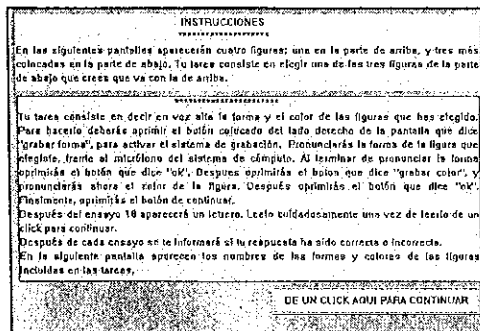 INSTRUCCIONES
*******************
En las siguientes pantallas aparecerán cuatro figuras; una en la parte de arriba, y tres más
colocadas en la parte de abajo. Tu tarea consiste en elegir una de las tres figuras de la parte
de abajo que creas que va con la de arriba.
*******************
Tu tarea consiste en decir en voz alta la forma y el color de las figuras que has elegido.
Para hacerlo deberás oprimir el botón colocado del lado derecho de la pantalla que dice
"grabar forma", para activar el sistema de grabación. Pronunciarás la forma de la figura que
elegiste, frente al micrófono del sistema de cómputo. Al terminar de pronunciar la forma
oprimirás el botón que dice "ok". Despues oprimirás el boton que dice "grabar color", y
pronunciarás ahora el color de la figura. Después oprimirás el botón que dice "ok".
Finalmente, oprimirás el botón de continuar.
Después del ensayo 18 aparecerá un letrero. Leelo cuidadosamente una vez de leerlo de un
click para continuar.
Después de cada ensayo se te informará si tu respuesta ha sido correcta o incorrecta.
En la siguiente pantalla aparecen los nombres de las formas y colores de las figuras
incluidas en las tareas.
DE UN CLICK AQUI PARA CONTINUAR